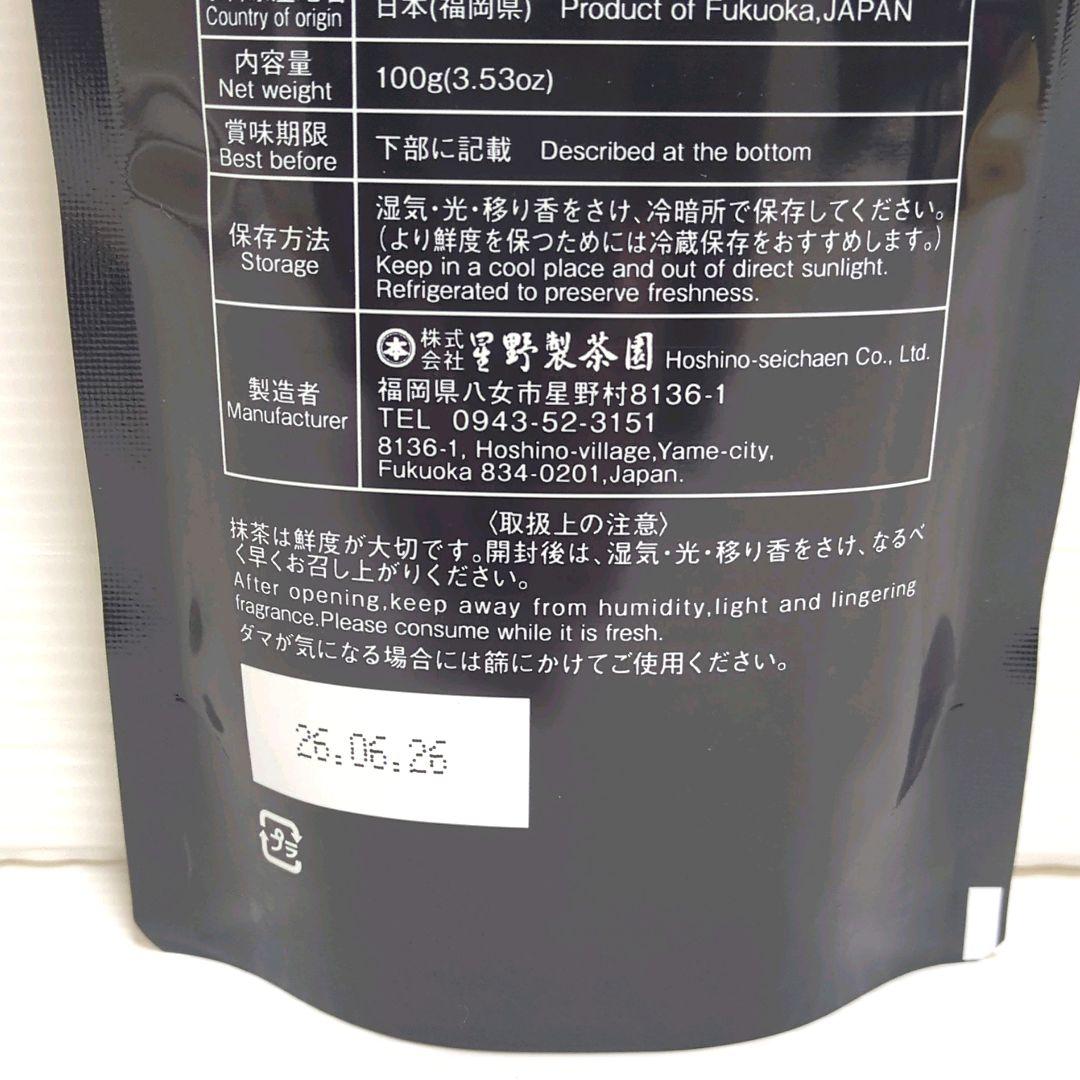 Country of origin
日本(福岡県) Product of Fukuoka,JAPAN
内容量
Net weight
100g(3.53oz)
賞味期限
Best before
下部に記載 Described at the bottom
保存方法
Storage
湿気・光・移り香をさけ、冷暗所で保存してください。
(より鮮度を保つためには冷蔵保存をおすすめします。)
Keep in a cool place and out of direct sunlight.
Refrigerated to preserve freshness.
製造者
Manufacturer
本 株式会社 星野製茶園 Hoshino-seichaen Co., Ltd.
福岡県八女市星野村8136-1
TEL 0943-52-3151
8136-1, Hoshino-village,Yame-city,
Fukuoka 834-0201,Japan.
〈取扱上の注意〉
抹茶は鮮度が大切です。開封後は、湿気・光・移り香をさけ、なるべ
く早くお召し上がりください。
After opening,keep away from humidity,light and lingering
fragrance.Please consume while it is fresh.
ダマが気になる場合には篩にかけてご使用ください。
26.06.26
プラ